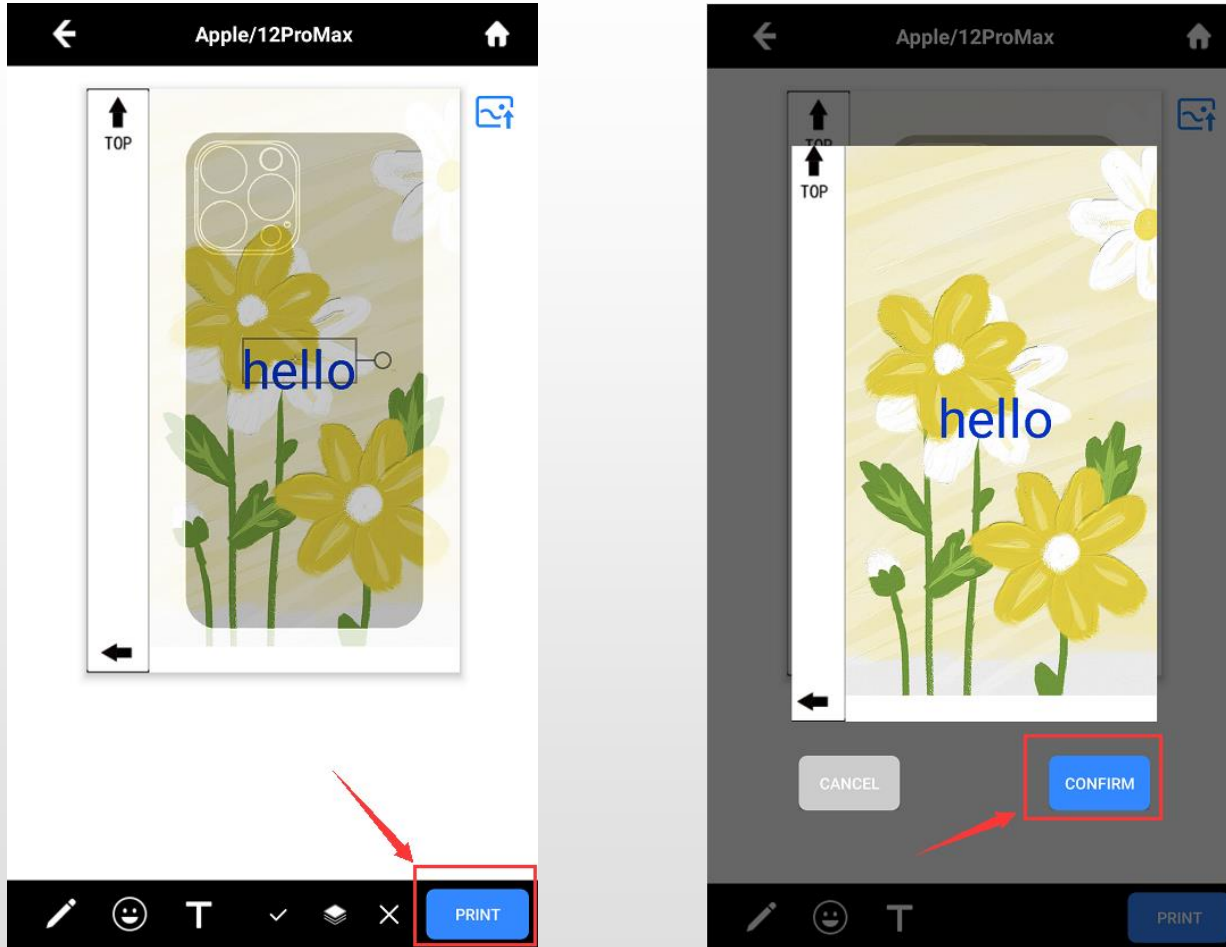 Apple/12ProMax
TOP
hello
PRINT
Apple/12ProMax
TOP
TOP
hello
CANCEL
CONFIRM
PRINT